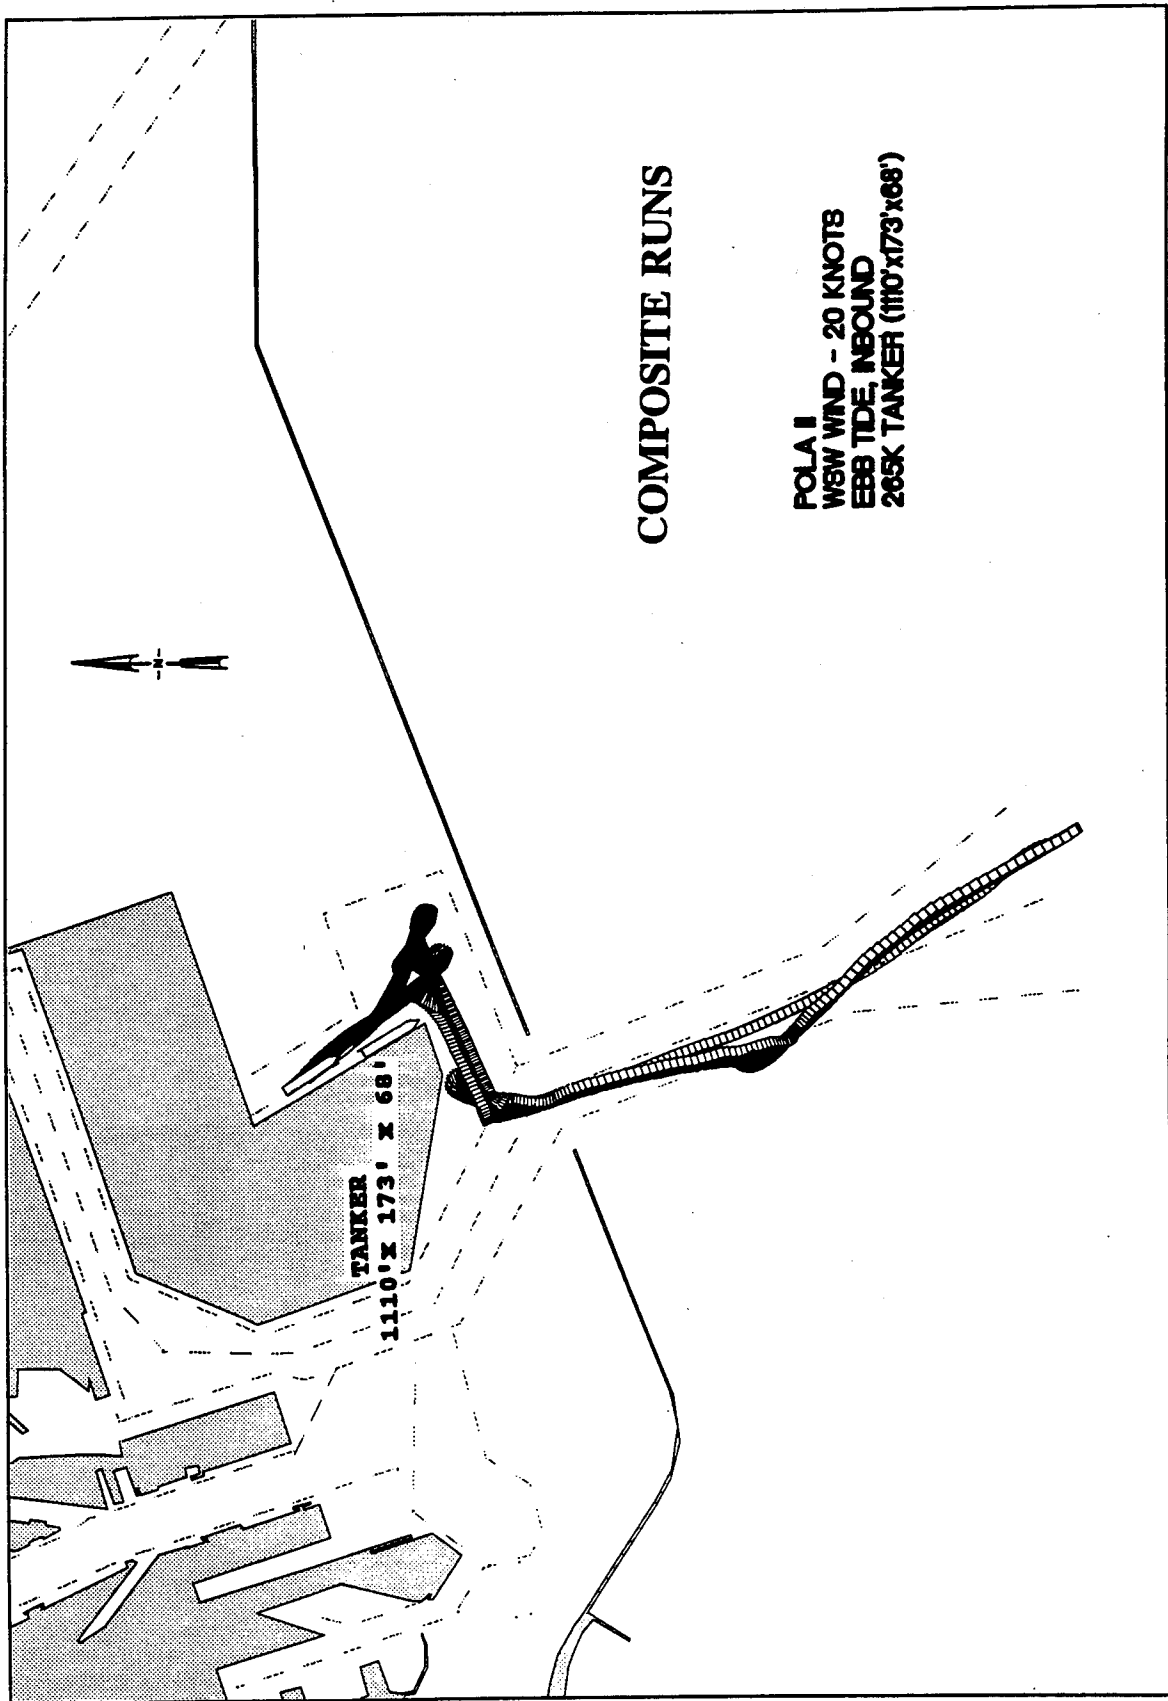 COMPOSITE RUNS
POLA II
WSW WIND - 20 KNOTS
EBB TIDE, INBOUND
265K TANKER (1110'x173'x68')
TANKER
1110'X 173' X 68'
-N-